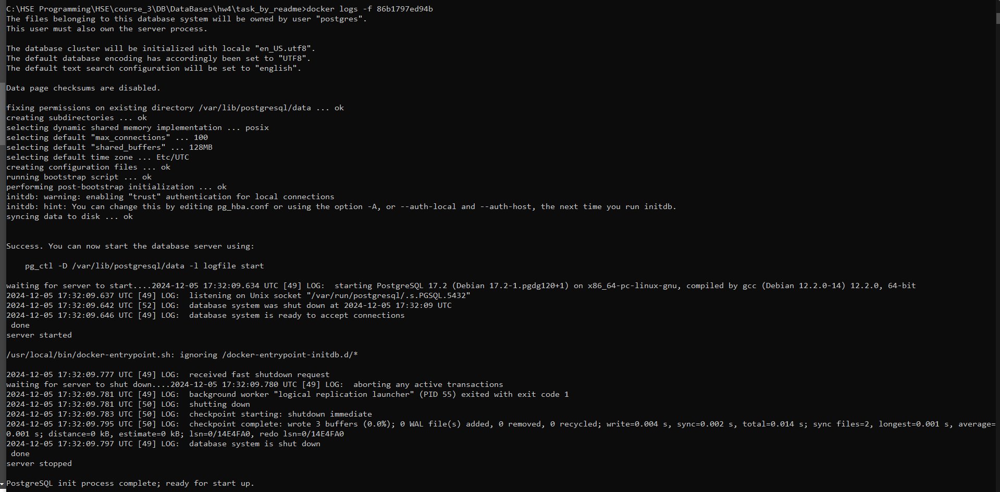 C:\HSE Programming\HSE\course_3\DB\DataBases\hw4\task_by_readme>docker logs -f 86b1797ed94b
The files belonging to this database system will be owned by user "postgres".
This user must also own the server process.
The database cluster will be initialized with locale "en_US.utf8".
The default database encoding has accordingly been set to "UTF8".
The default text search configuration will be set to "english".
Data page checksums are disabled.
fixing permissions on existing directory /var/lib/postgresql/data ... ok
creating subdirectories ... ok
selecting dynamic shared memory implementation ... posix
selecting default "max_connections" ... 100
selecting default "shared_buffers" ... 128MB
selecting default time zone ... Etc/UTC
creating configuration files ... ok
running bootstrap script ... ok
performing post-bootstrap initialization ... ok
initdb: warning: enabling "trust" authentication for local connections
initdb: hint: You can change this by editing pg_hba.conf or using the option -A, or --auth-local and --auth-host, the next time you run initdb.
syncing data to disk ... ok
Success. You can now start the database server using:
    pg_ctl -D /var/lib/postgresql/data -l logfile start
waiting for server to start....2024-12-05 17:32:09.634 UTC [49] LOG:  starting PostgreSQL 17.2 (Debian 17.2-1.pgdg120+1) on x86_64-pc-linux-gnu, compiled by gcc (Debian 12.2.0-14) 12.2.0, 64-bit
2024-12-05 17:32:09.637 UTC [49] LOG:  listening on Unix socket "/var/run/postgresql/.s.PGSQL.5432"
2024-12-05 17:32:09.642 UTC [52] LOG:  database system was shut down at 2024-12-05 17:32:09 UTC
2024-12-05 17:32:09.646 UTC [49] LOG:  database system is ready to accept connections
 done
server started
/usr/local/bin/docker-entrypoint.sh: ignoring /docker-entrypoint-initdb.d/*
2024-12-05 17:32:09.777 UTC [49] LOG:  received fast shutdown request
waiting for server to shut down....2024-12-05 17:32:09.780 UTC [49] LOG:  aborting any active transactions
2024-12-05 17:32:09.781 UTC [49] LOG:  background worker "logical replication launcher" (PID 55) exited with exit code 1
2024-12-05 17:32:09.781 UTC [50] LOG:  shutting down
2024-12-05 17:32:09.783 UTC [50] LOG:  checkpoint starting: shutdown immediate
2024-12-05 17:32:09.795 UTC [50] LOG:  checkpoint complete: wrote 3 buffers (0.0%); 0 WAL file(s) added, 0 removed, 0 recycled; write=0.004 s, sync=0.002 s, total=0.014 s; sync files=2, longest=0.001 s, average=
0.001 s; distance=0 kB, estimate=0 kB; lsn=0/14E4FA0, redo lsn=0/14E4FA0
2024-12-05 17:32:09.797 UTC [49] LOG:  database system is shut down
 done
server stopped
PostgreSQL init process complete; ready for start up.